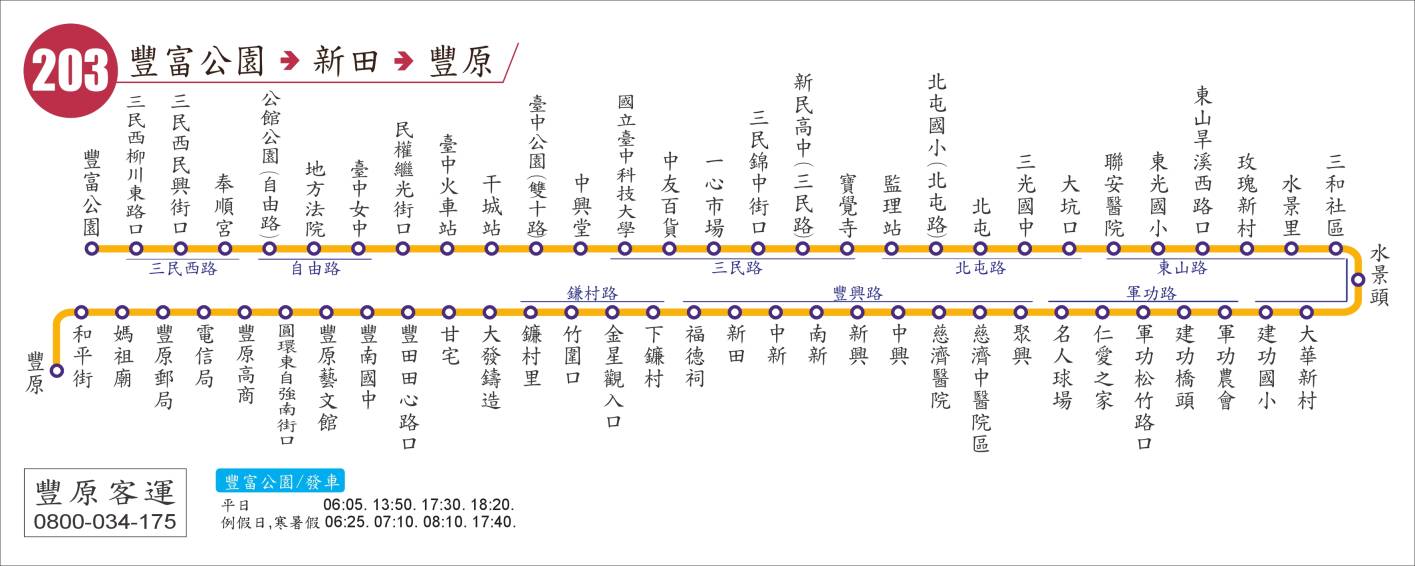 203 豐富公園➔新田➔豐原
豐富公園
三民西柳川東路口
三民西民興街口
奉順宮
公館公園(自由路)
地方法院
臺中女中
民權繼光街口
臺中火車站
干城站
臺中公園(雙十路)
中興堂
國立臺中科技大學
中友百貨
一心市場
三民錦中街口
新民高中(三民路)
寶覺寺
監理站
北屯國小(北屯路)
北屯
三光國中
大坑口
聯安醫院
東光國小
東山旱溪西路口
玫瑰新村
水景里
三和社區
水景頭
三民西路
自由路
三民路
北屯路
東山路
鎌村路
豐興路
軍功路
大華新村
建功國小
軍功農會
建功橋頭
軍功松竹路口
仁愛之家
名人球場
聚興
慈濟中醫院區
慈濟醫院
中興
新興
南新
中新
新田
福德祠
下鐮村
金星觀入口
竹圍口
鐮村里
大發鑄造
甘宅
豐田田心路口
豐南國中
豐原藝文館
圓環東自強南街口
豐原高商
電信局
豐原郵局
媽祖廟
和平街
豐原
豐原客運
0800-034-175
豐富公園/發車
平日 06:05. 13:50. 17:30. 18:20.
例假日,寒暑假 06:25. 07:10. 08:10. 17:40.